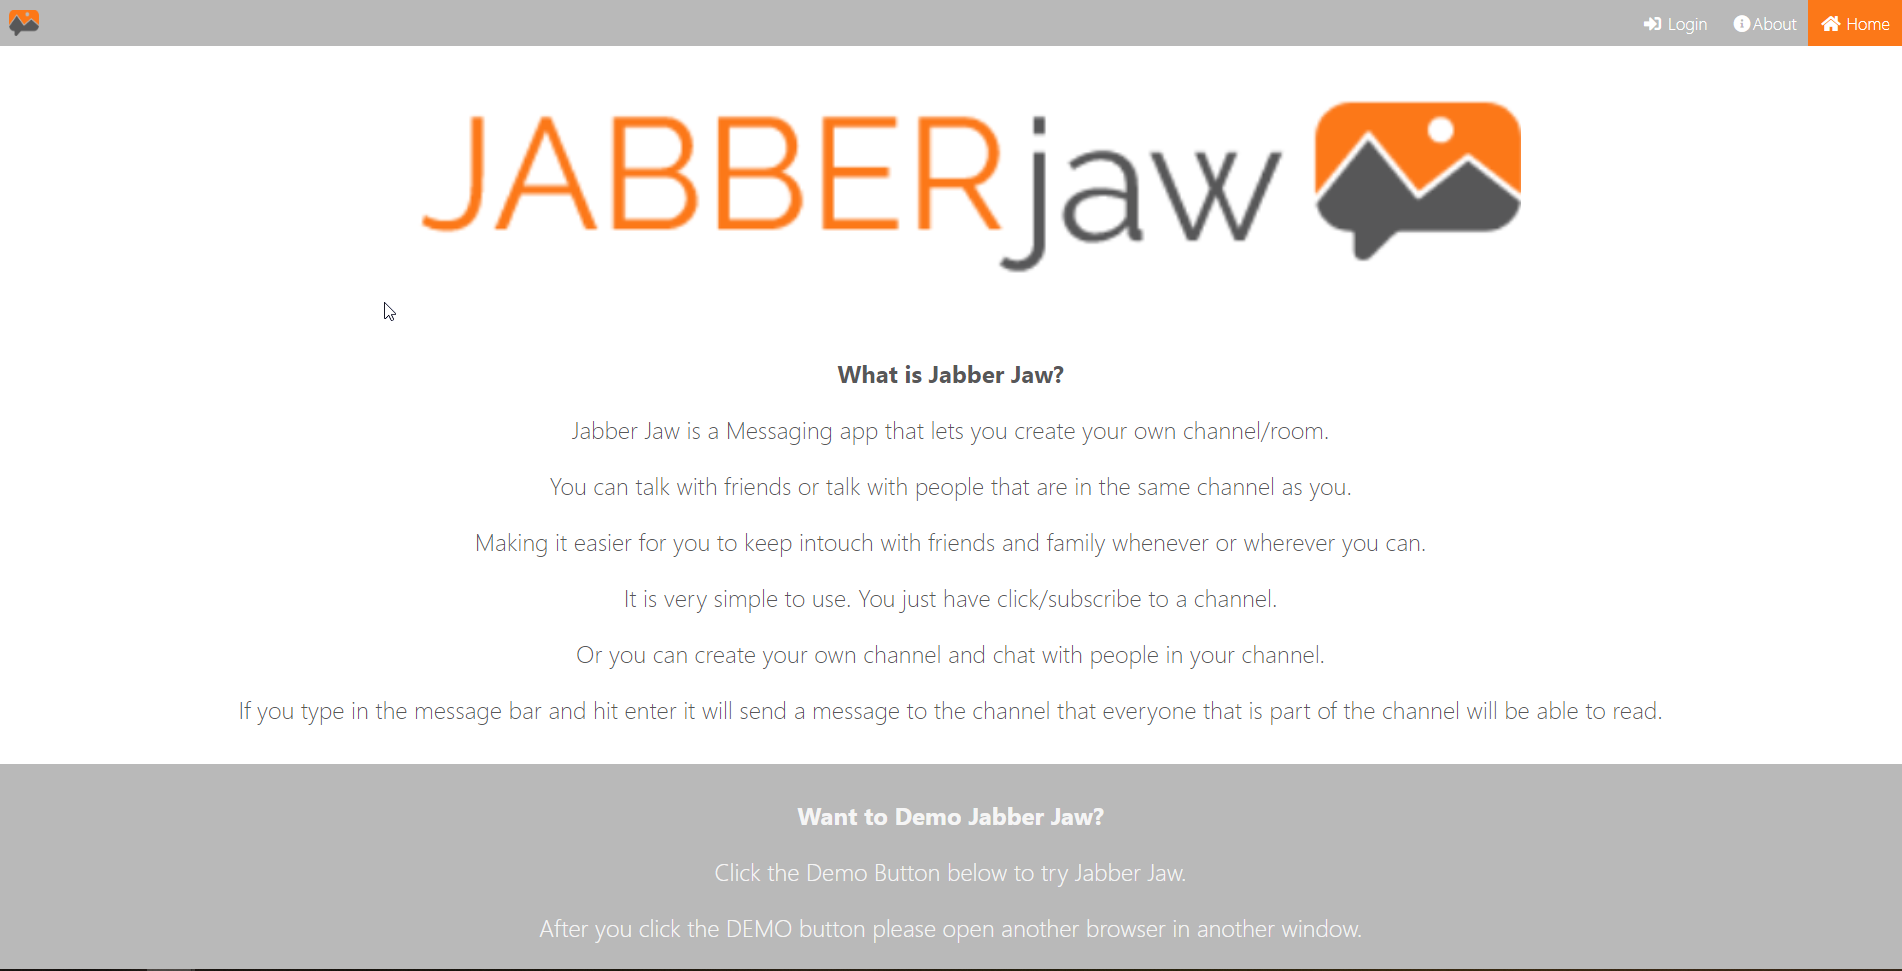 Login About Home
JABBERjaw
What is Jabber Jaw?
Jabber Jaw is a Messaging app that lets you create your own channel/room.
You can talk with friends or talk with people that are in the same channel as you.
Making it easier for you to keep intouch with friends and family whenever or wherever you can.
It is very simple to use. You just have click/subscribe to a channel.
Or you can create your own channel and chat with people in your channel.
If you type in the message bar and hit enter it will send a message to the channel that everyone that is part of the channel will be able to read.
Want to Demo Jabber Jaw?
Click the Demo Button below to try Jabber Jaw.
After you click the DEMO button please open another browser in another window.